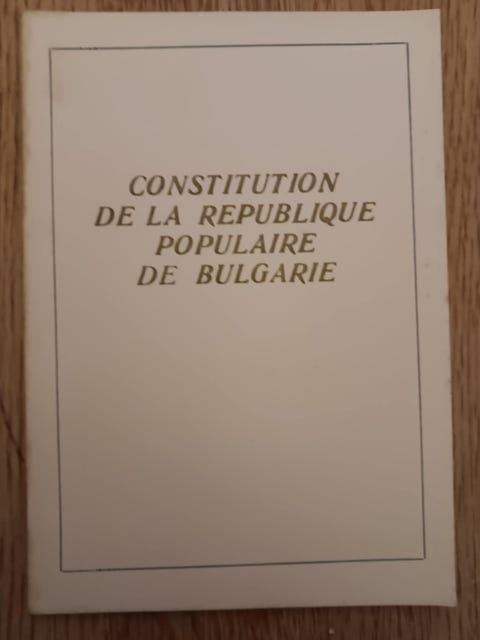 CONSTITUTION
DE LA REPUBLIQUE
POPULAIRE
DE BULGARIE